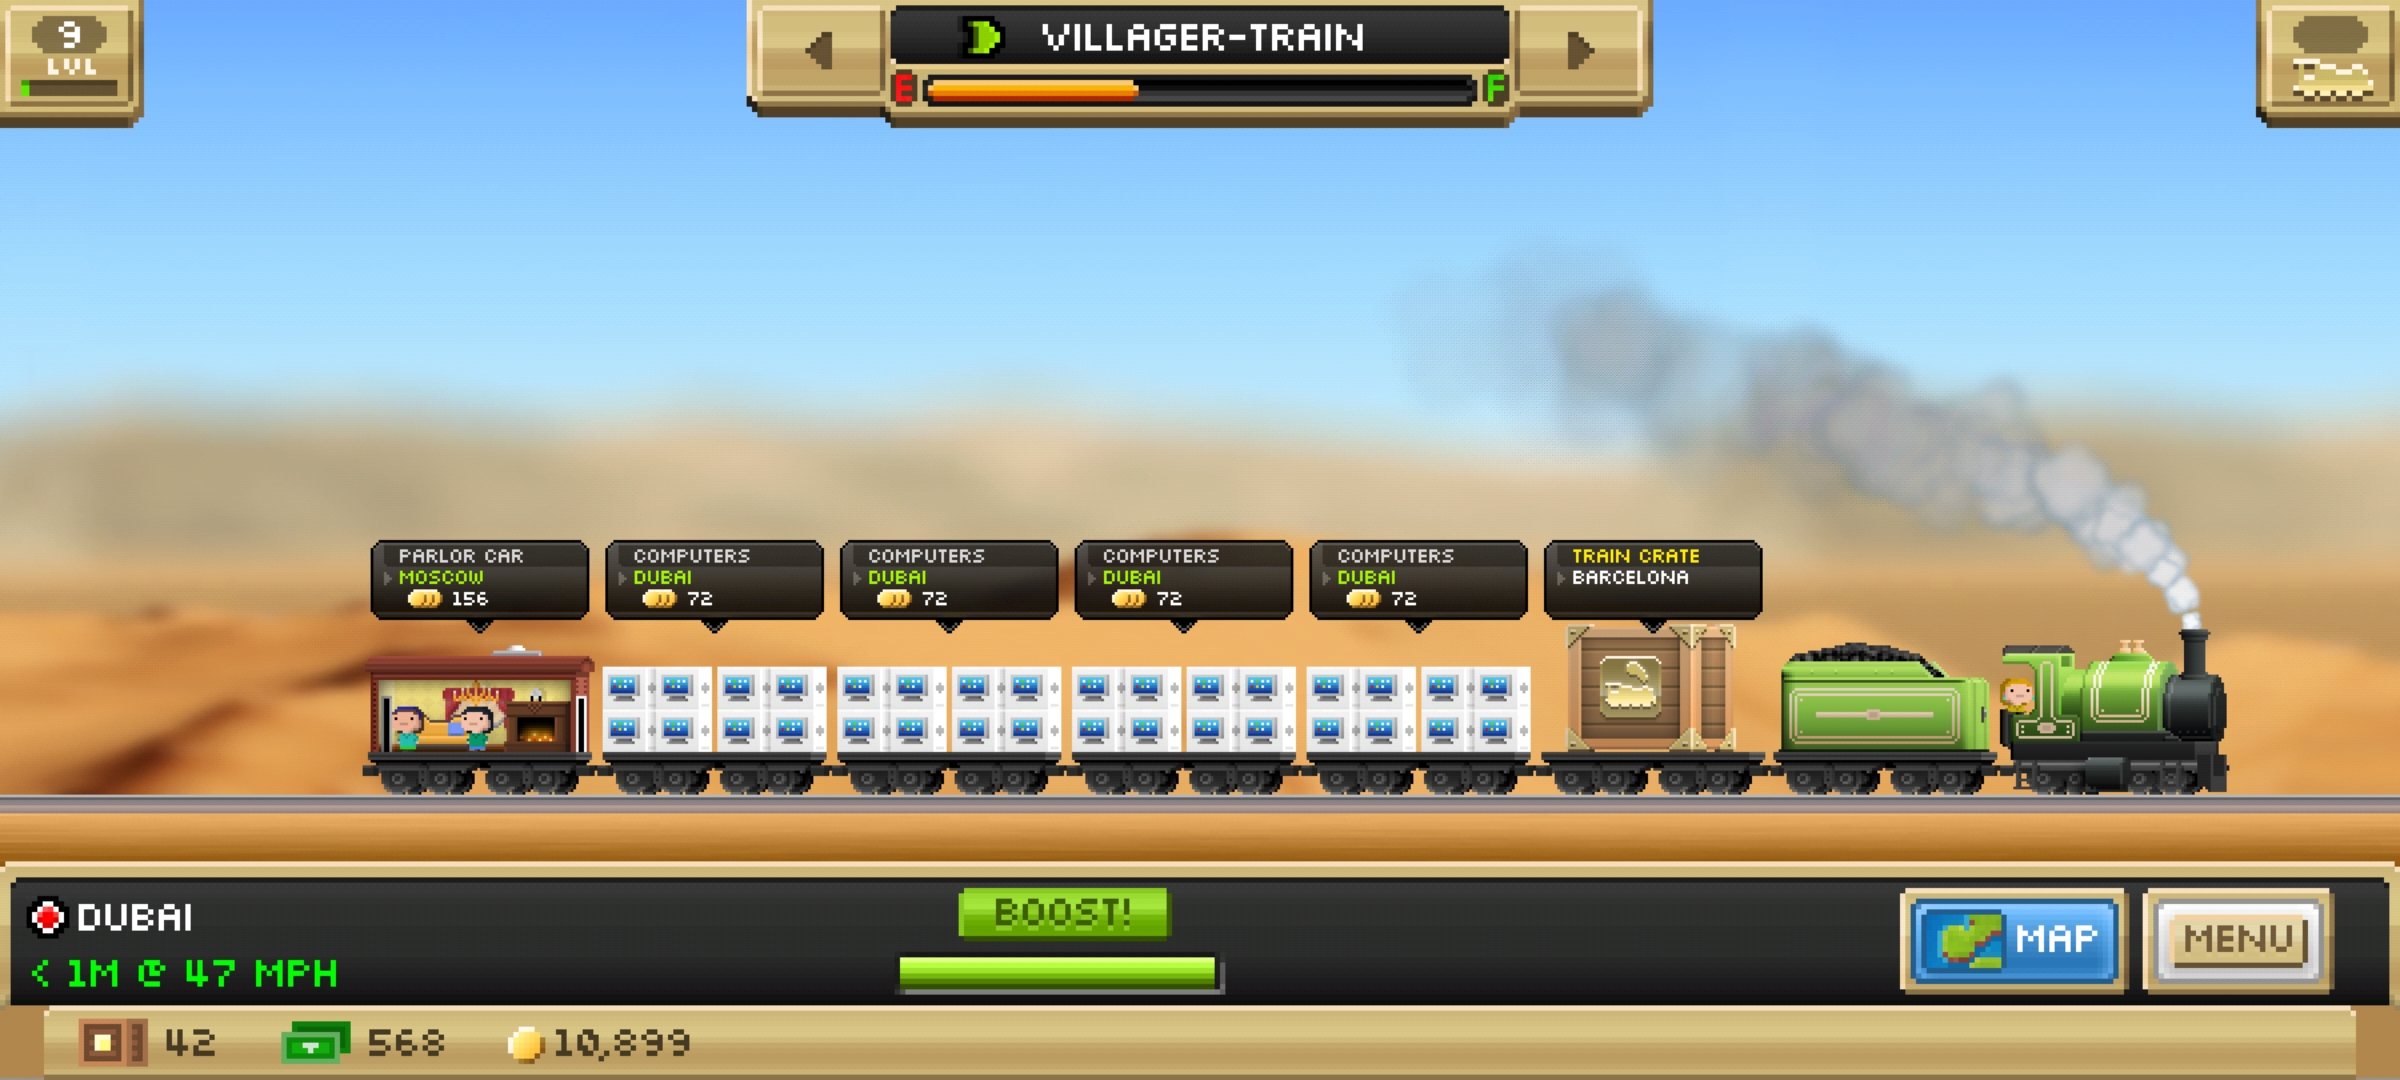 9
LVL
VILLAGER-TRAIN
E F
PARLOR CAR
MOSCOW
156
COMPUTERS
DUBAI
72
COMPUTERS
DUBAI
72
COMPUTERS
DUBAI
72
COMPUTERS
DUBAI
72
TRAIN CRATE
BARCELONA
DUBAI
< 1M @ 47 MPH
BOOST!
MAP
MENU
42
568
10,899